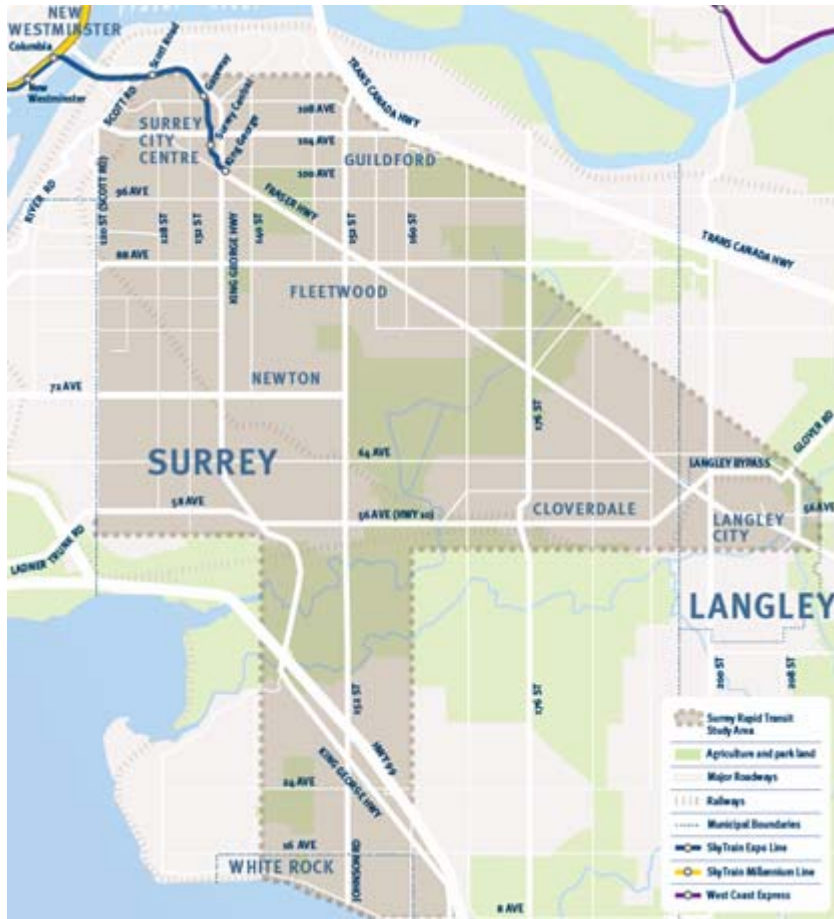 NEW
WESTMINSTER
Columbia
New
Westminster
Scott Road
Gateway
Surrey Central
King George
SCOTT RD
SURREY
CITY
CENTRE
RIVER RD
TRANS CANADA HWY
108 AVE
104 AVE
GUILDFORD
100 AVE
96 AVE
FRASER HWY
120 ST (SCOTT RD)
128 ST
132 ST
KING GEORGE HWY
140 ST
152 ST
160 ST
TRANS CANADA HWY
88 AVE
FLEETWOOD
NEWTON
72 AVE
176 ST
SURREY
64 AVE
LANGLEY BYPASS
GLOVER RD
58 AVE
56 AVE (HWY 10)
CLOVERDALE
LANGLEY
CITY
56 AVE
LADNER TRUNK RD
LANGLEY
152 ST
176 ST
200 ST
208 ST
HWY 99
KING GEORGE HWY
24 AVE
16 AVE
WHITE ROCK
JOHNSON RD
8 AVE
Surrey Rapid Transit
Study Area
Agriculture and park land
Major Roadways
Railways
Municipal Boundaries
SkyTrain Expo Line
SkyTrain Millennium Line
West Coast Express